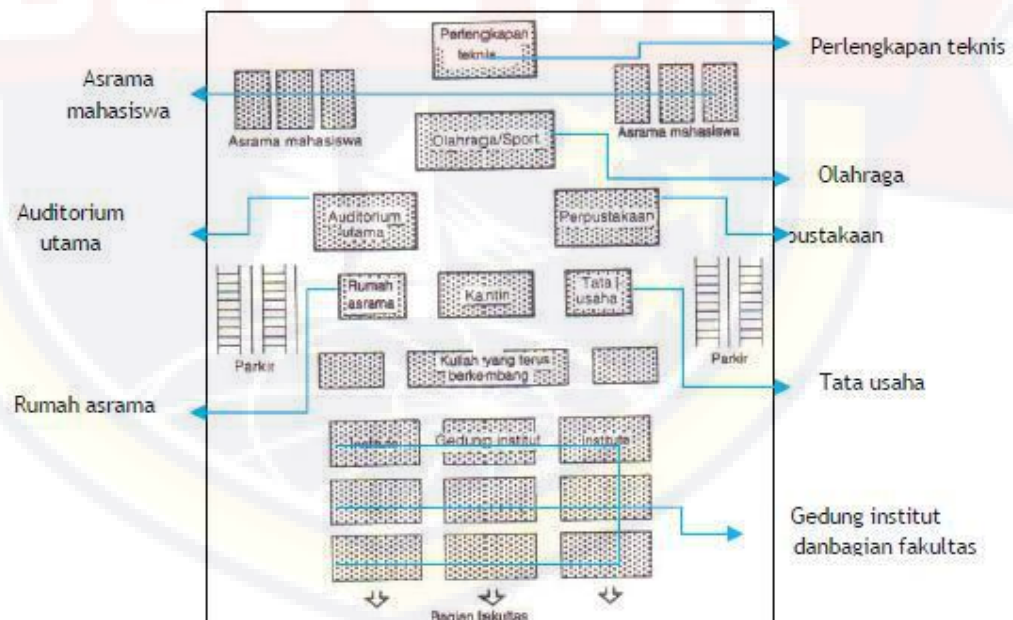 Perlengkapan
teknis
Perlengkapan teknis
Asrama
mahasiswa
Asrama mahasiswa
Asrama mahasiswa
Olahraga/Sport
Olahraga
Auditorium
utama
Auditorium
utama
Perpustakaan
pustakaan
Rumah
asrama
Kantin
Tata
usaha
Parkir
Parkir
Kuliah yang terus
berkembang
Tata usaha
Rumah asrama
Institute
Gedung institut
Institute
Gedung institut
danbagian fakultas
Bagian fakultas